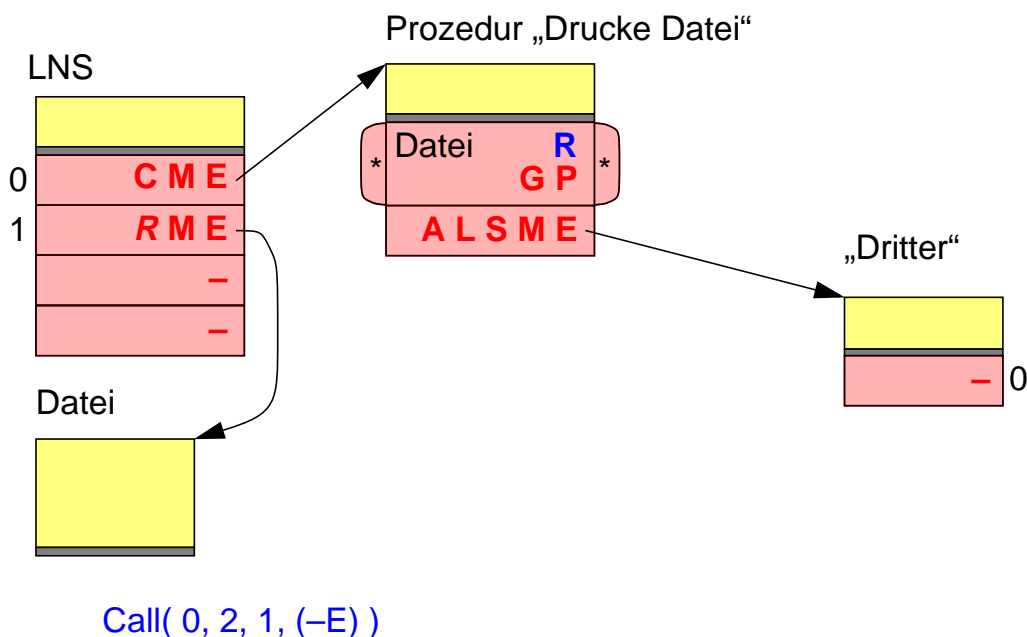 Prozedur „Drucke Datei“
LNS
* Datei R *
G P
0 C M E
1 R M E
A L S M E
–
–
„Dritter“
– 0
Datei
Call( 0, 2, 1, (–E) )